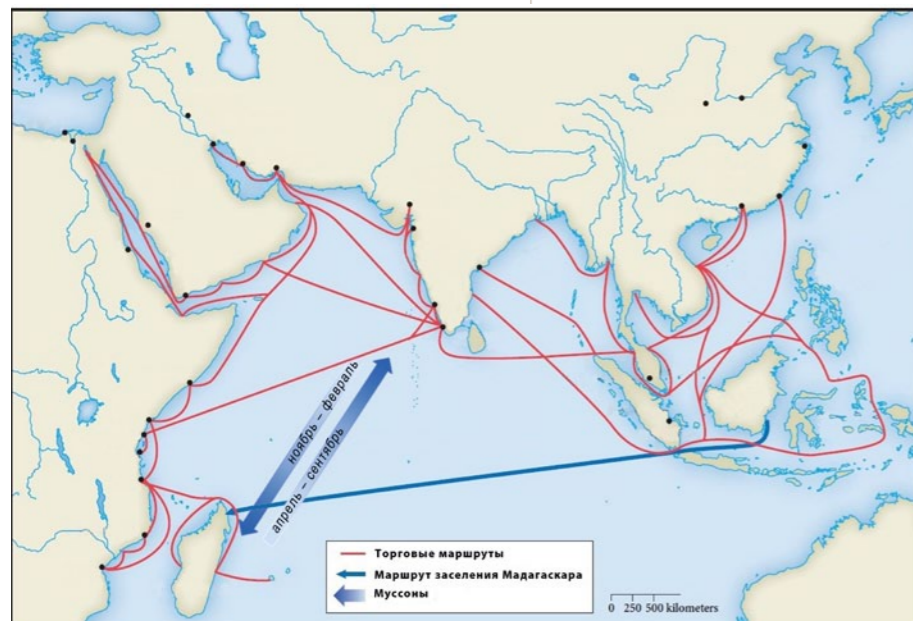 ноябрь – февраль
апрель – сентябрь
Торговые маршруты
Маршрут заселения Мадагаскара
Муссоны
0 250 500 kilometers